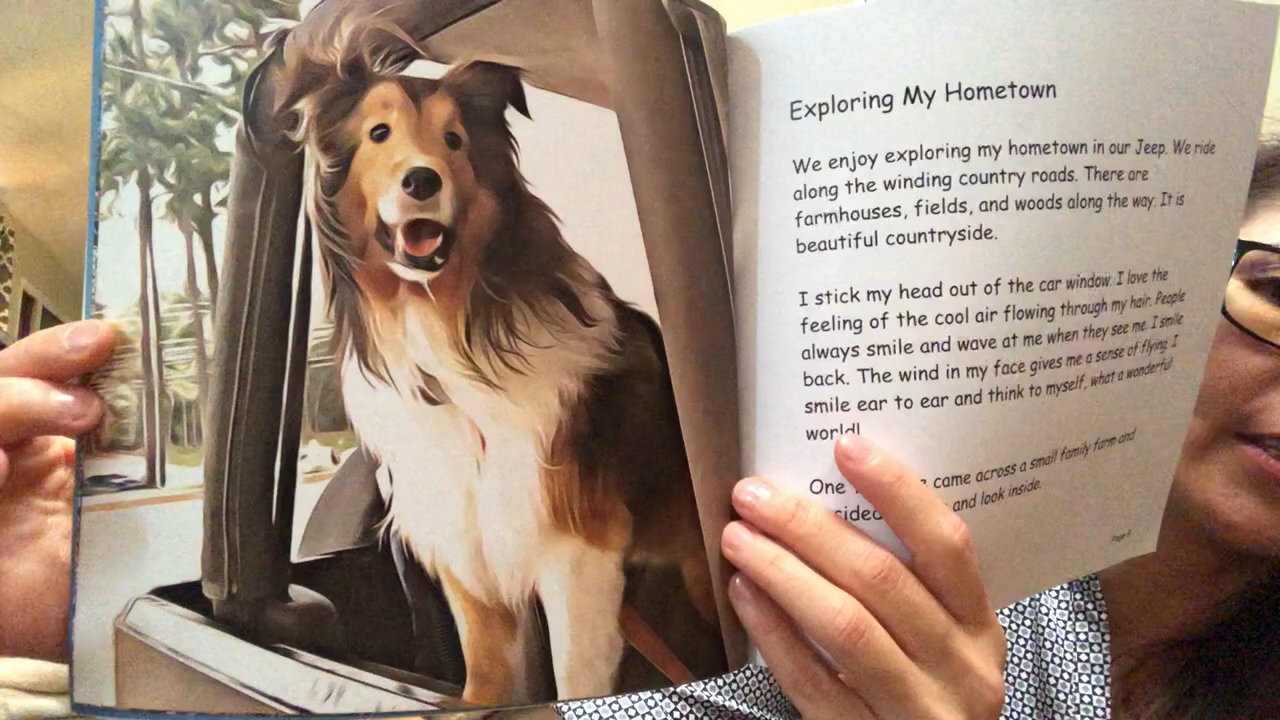 Exploring My Hometown
We enjoy exploring my hometown in our Jeep. We ride
along the winding country roads. There are
farmhouses, fields, and woods along the way. It is
beautiful countryside.
I stick my head out of the car window. I love the
feeling of the cool air flowing through my hair. People
always smile and wave at me when they see me. I smile
back. The wind in my face gives me a sense of flying. I
smile ear to ear and think to myself, what a wonderful
world!
One came across a small family farm and
and look inside.
Page